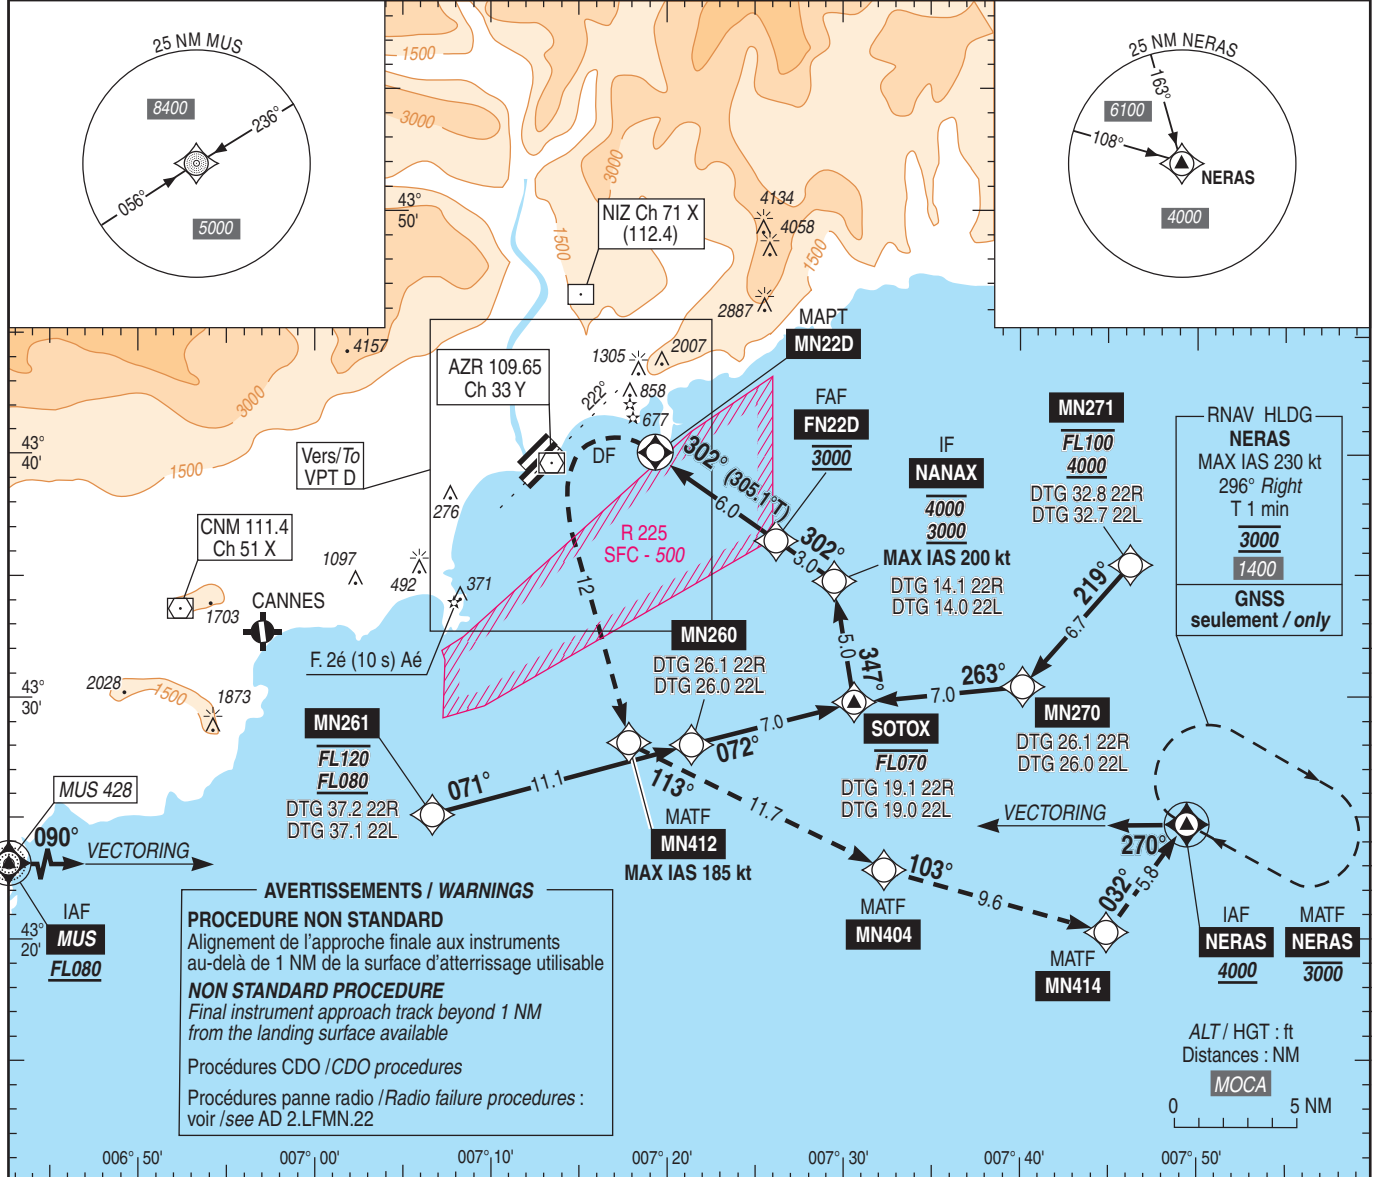 25 NM MUS
8400
236°
056°
5000
25 NM NERAS
163°
6100
108°
NERAS
4000
1500
3000
3000
1500
1500
43°
50'
NIZ Ch 71 X
(112.4)
4134
4058
2887
4157
3000
1500
AZR 109.65
Ch 33 Y
1305
2007
222°
858
677
MAPT
MN22D
FAF
FN22D
3000
IF
NANAX
4000
3000
MAX IAS 200 kt
DTG 14.1 22R
DTG 14.0 22L
MN271
FL100
4000
DTG 32.8 22R
DTG 32.7 22L
RNAV HLDG
NERAS
MAX IAS 230 kt
296° Right
T 1 min
3000
1400
GNSS
seulement / only
43°
40'
Vers/To
VPT D
DF
302° (305.1°T)
6.0
302°
3.0
276
R 225
SFC - 500
CNM 111.4
Ch 51 X
1097
492
371
12
219°
6.7
CANNES
1703
F. 2é (10 s) Aé
MN260
DTG 26.1 22R
DTG 26.0 22L
5.0
347°
263°
7.0
43°
30'
2028
1500
1873
MN261
FL120
FL080
DTG 37.2 22R
DTG 37.1 22L
7.0
072°
SOTOX
FL070
DTG 19.1 22R
DTG 19.0 22L
MN270
DTG 26.1 22R
DTG 26.0 22L
MUS 428
071°
11.1
113°
11.7
MATF
MN412
MAX IAS 185 kt
VECTORING
270°
090°
VECTORING
103°
9.6
032°
5.8
IAF
MUS
FL080
43°
20'
MATF
MN404
MATF
MN414
IAF
NERAS
4000
MATF
NERAS
3000
AVERTISSEMENTS / WARNINGS
PROCEDURE NON STANDARD
Alignement de l'approche finale aux instruments
au-delà de 1 NM de la surface d'atterrissage utilisable
NON STANDARD PROCEDURE
Final instrument approach track beyond 1 NM
from the landing surface available
Procédures CDO /CDO procedures
Procédures panne radio /Radio failure procedures :
voir /see AD 2.LFMN.22
ALT / HGT : ft
Distances : NM
MOCA
0 5 NM
006° 50' 007° 00' 007° 10' 007° 20' 007° 30' 007° 40' 007° 50'